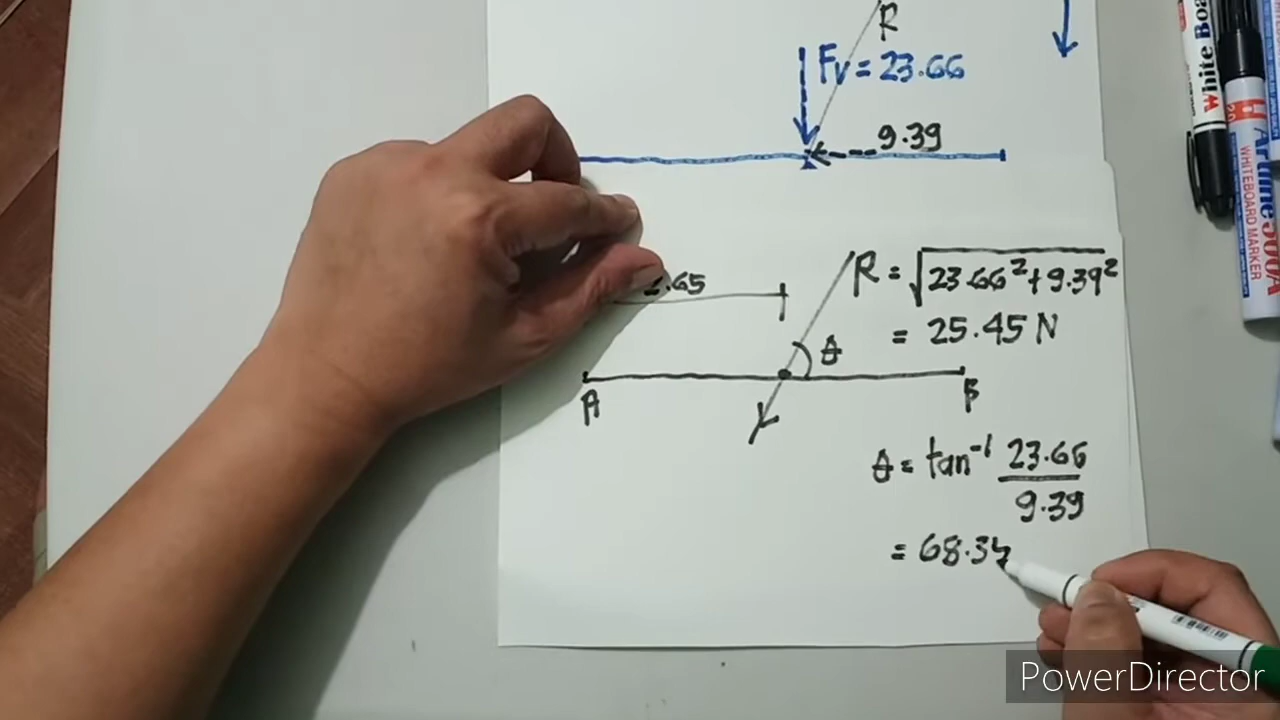 R
Fv = 23.66
9.39
.65
R = √23.66²+9.39²
= 25.45 N
θ
A
B
θ = tan⁻¹ 23.66
9.39
= 68.34
White Boa
Artline 500A
WHITEBOARD MARKER
PowerDirector